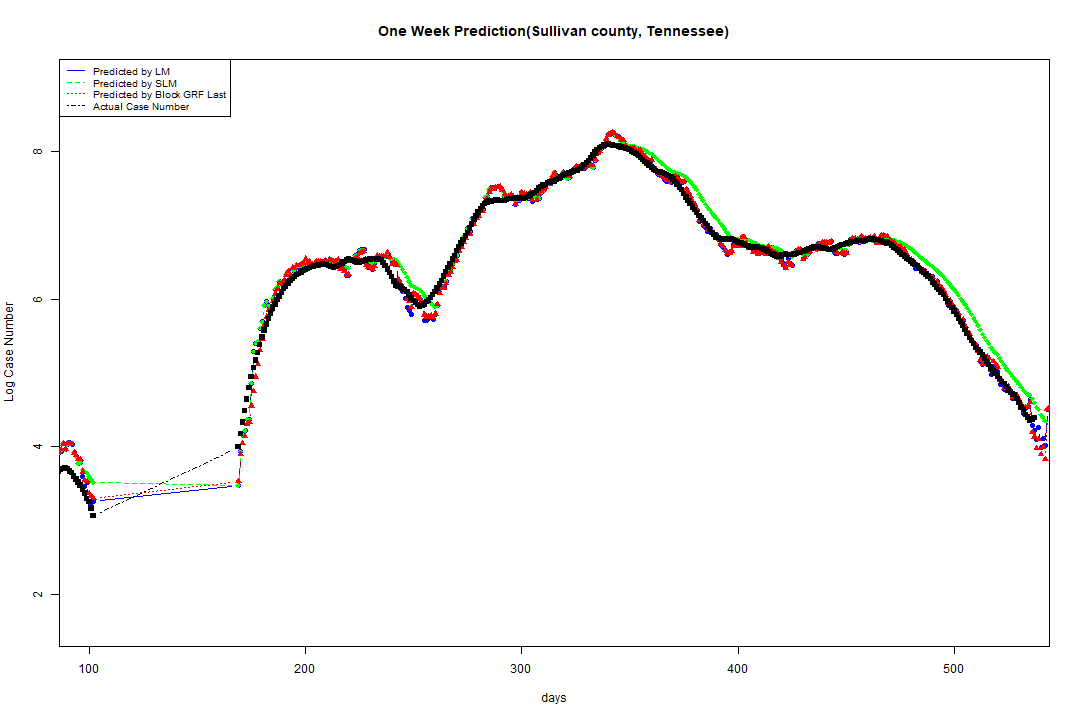 One Week Prediction(Sullivan county, Tennessee)
Predicted by LM
Predicted by SLM
Predicted by Block GRF Last
Actual Case Number
8
6
4
2
Log Case Number
100 200 300 400 500
days